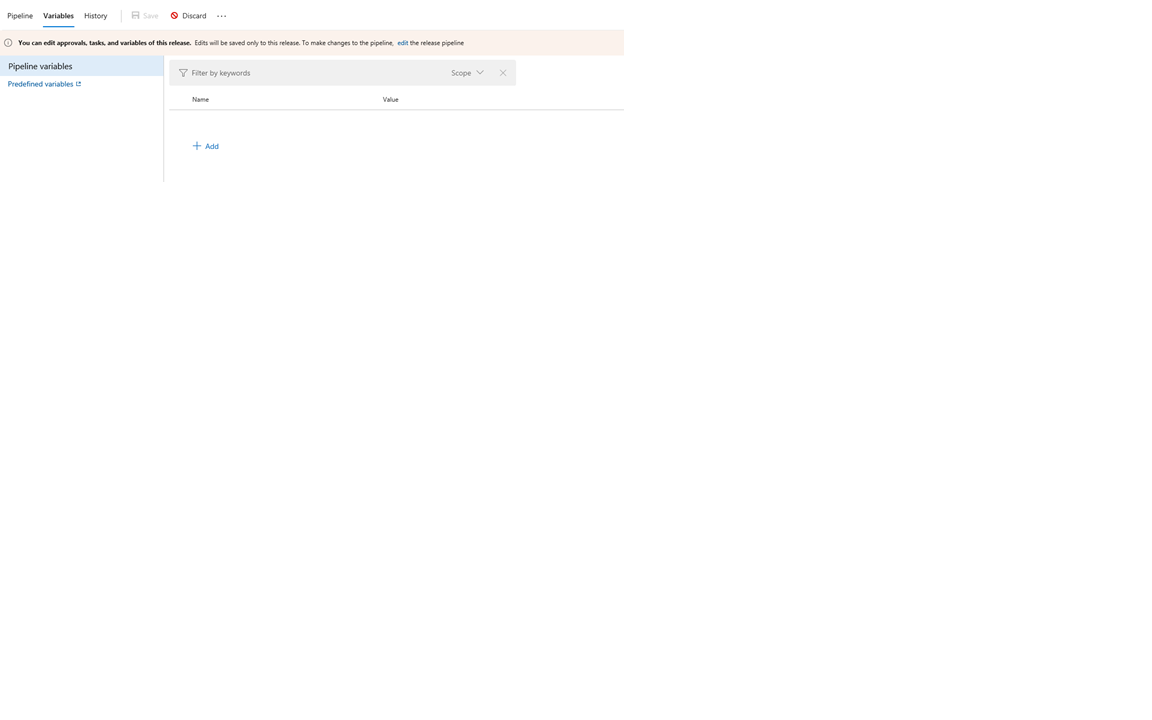 Pipeline Variables History Save Discard ...
You can edit approvals, tasks, and variables of this release. Edits will be saved only to this release. To make changes to the pipeline, edit the release pipeline
Pipeline variables
Predefined variables
Filter by keywords Scope
Name Value
Add